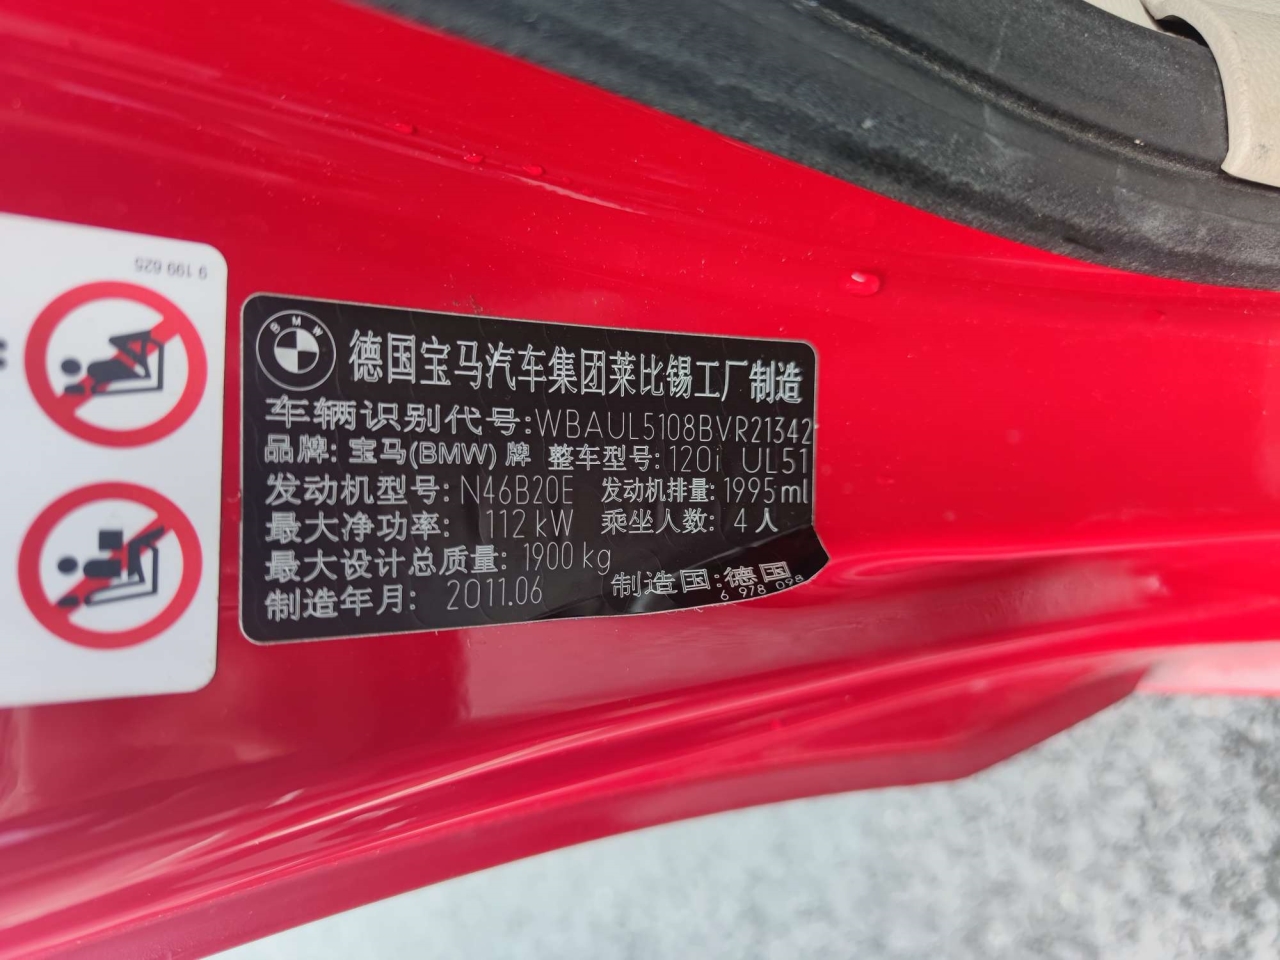 9 199 625
BMW
德国宝马汽车集团莱比锡工厂制造
车辆识别代号:WBAUL5108BVR21342
品牌: 宝马(BMW) 牌 整车型号: 120i UL51
发动机型号: N46B20E 发动机排量: 1995 ml
最大净功率: 112 kW 乘坐人数: 4 人
最大设计总质量: 1900 kg
制造年月: 2011.06 制造国: 德国
6 978 098